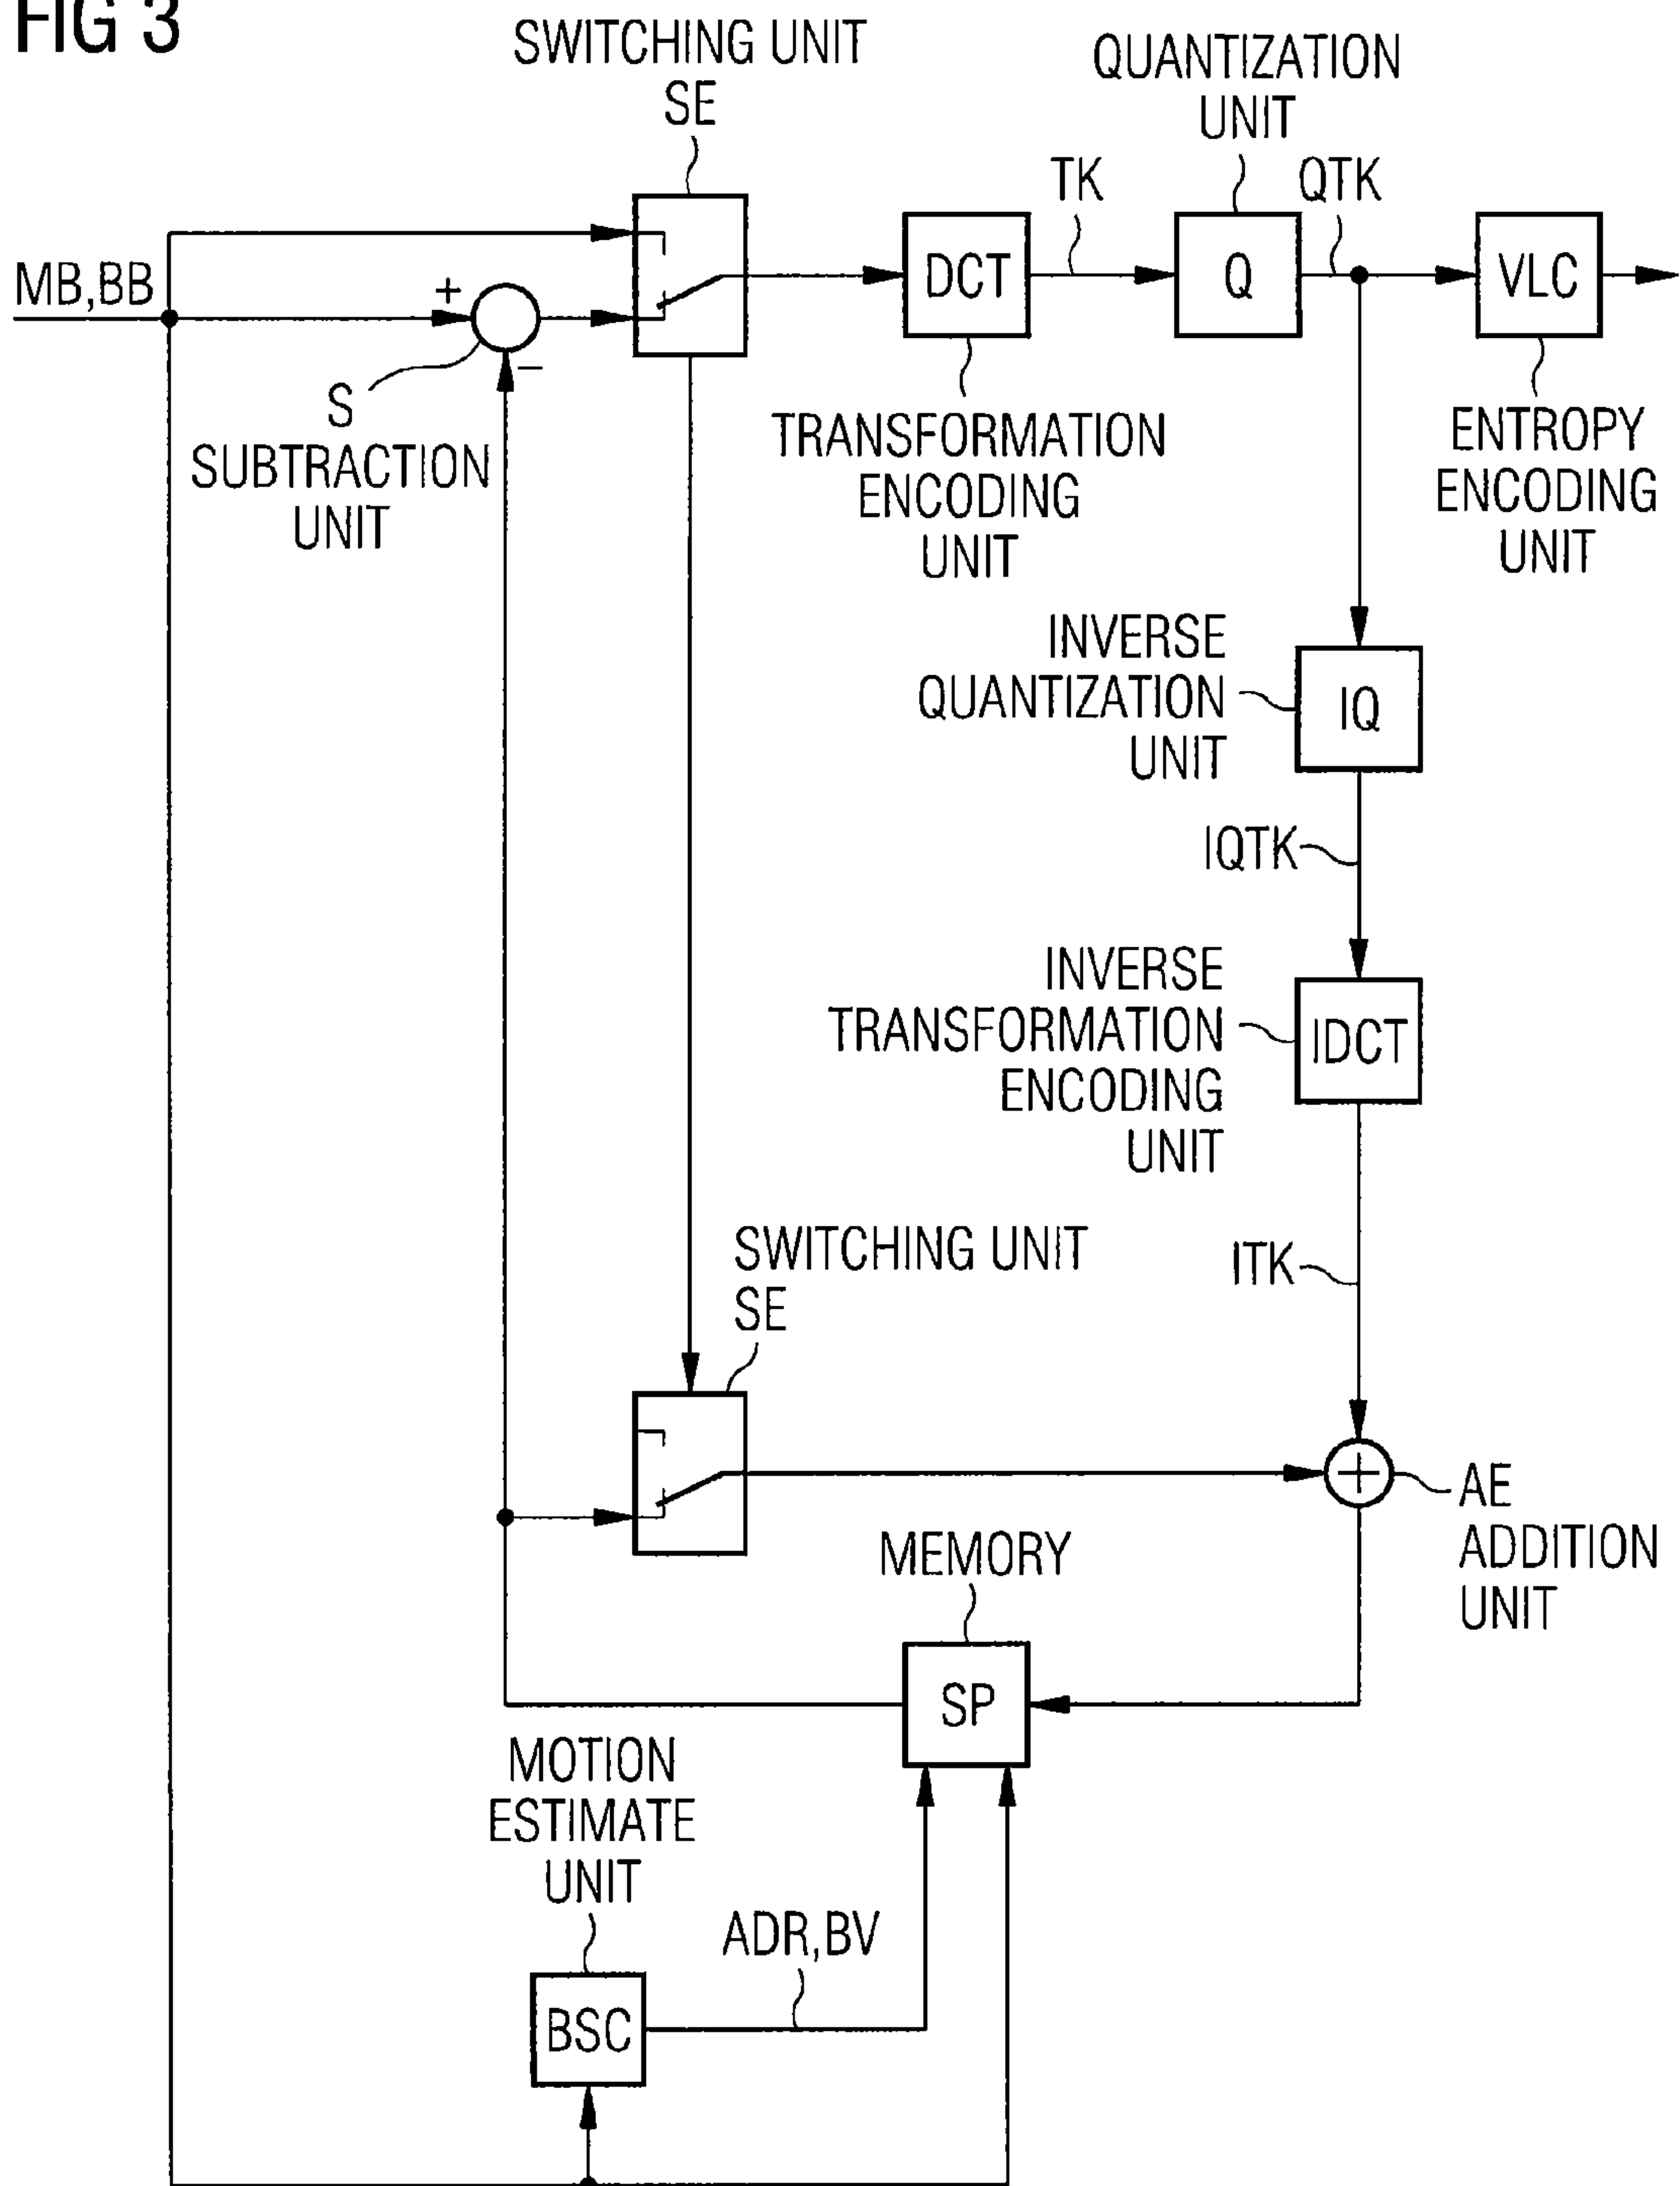 FIG 3
SWITCHING UNIT
SE
QUANTIZATION
UNIT
TK
QTK
MB,BB
+
−
DCT
Q
VLC
S
SUBTRACTION
UNIT
TRANSFORMATION
ENCODING
UNIT
ENTROPY
ENCODING
UNIT
INVERSE
QUANTIZATION
UNIT
IQ
IQTK
INVERSE
TRANSFORMATION
ENCODING
UNIT
IDCT
SWITCHING UNIT
SE
ITK
+
AE
ADDITION
UNIT
MEMORY
SP
MOTION
ESTIMATE
UNIT
ADR,BV
BSC